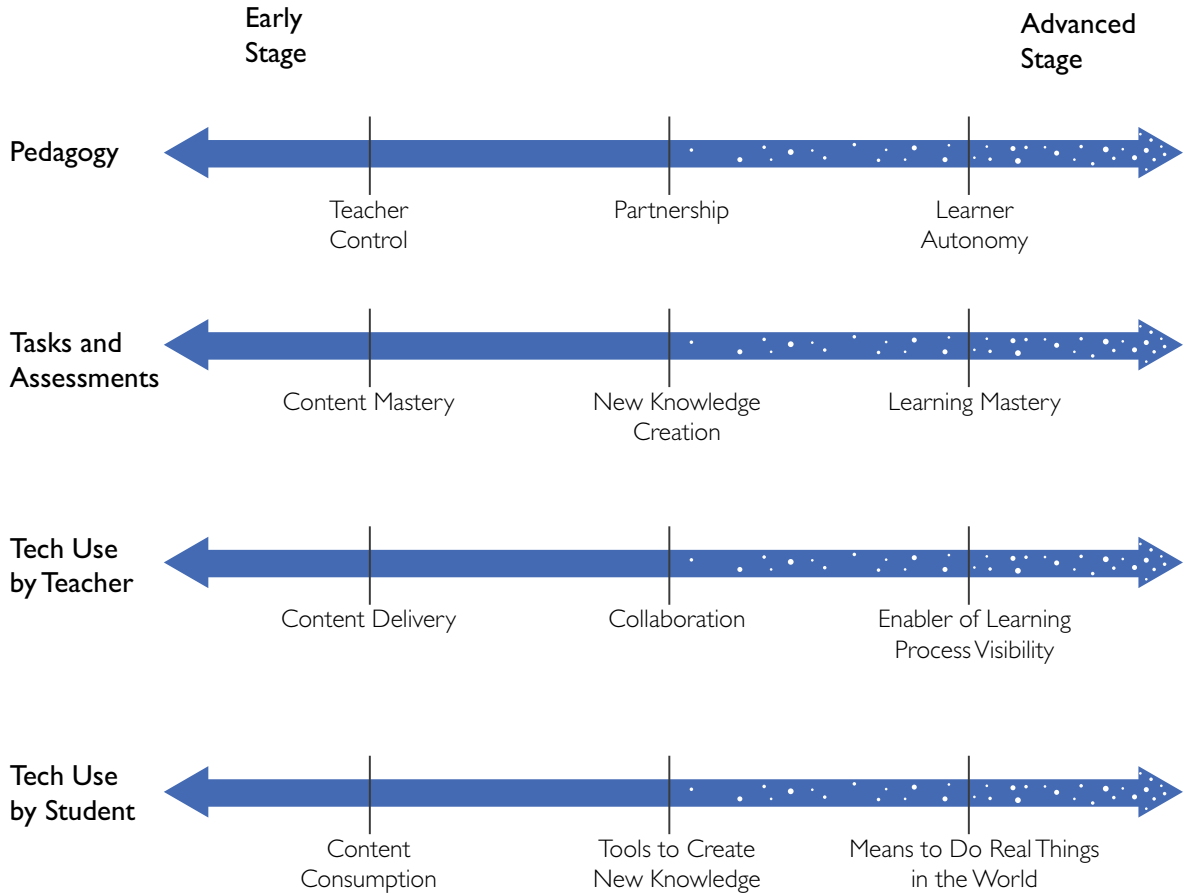 Early
Stage
Advanced
Stage
Pedagogy
Teacher
Control
Partnership
Learner
Autonomy
Tasks and
Assessments
Content Mastery
New Knowledge
Creation
Learning Mastery
Tech Use
by Teacher
Content Delivery
Collaboration
Enabler of Learning
Process Visibility
Tech Use
by Student
Content
Consumption
Tools to Create
New Knowledge
Means to Do Real Things
in the World